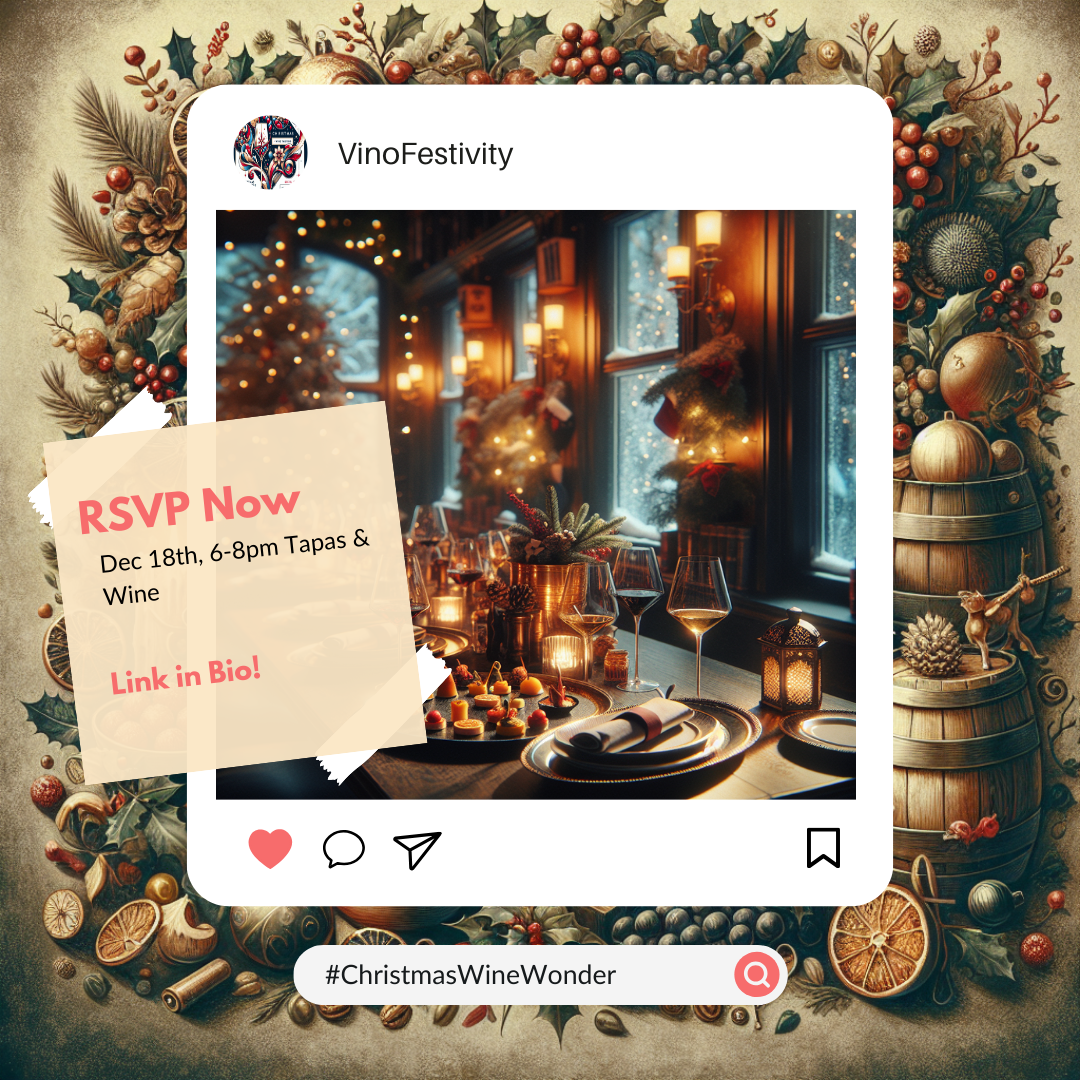 VinoFestivity
RSVP Now
Dec 18th, 6-8pm Tapas &
Wine
Link in Bio!
#ChristmasWineWonder